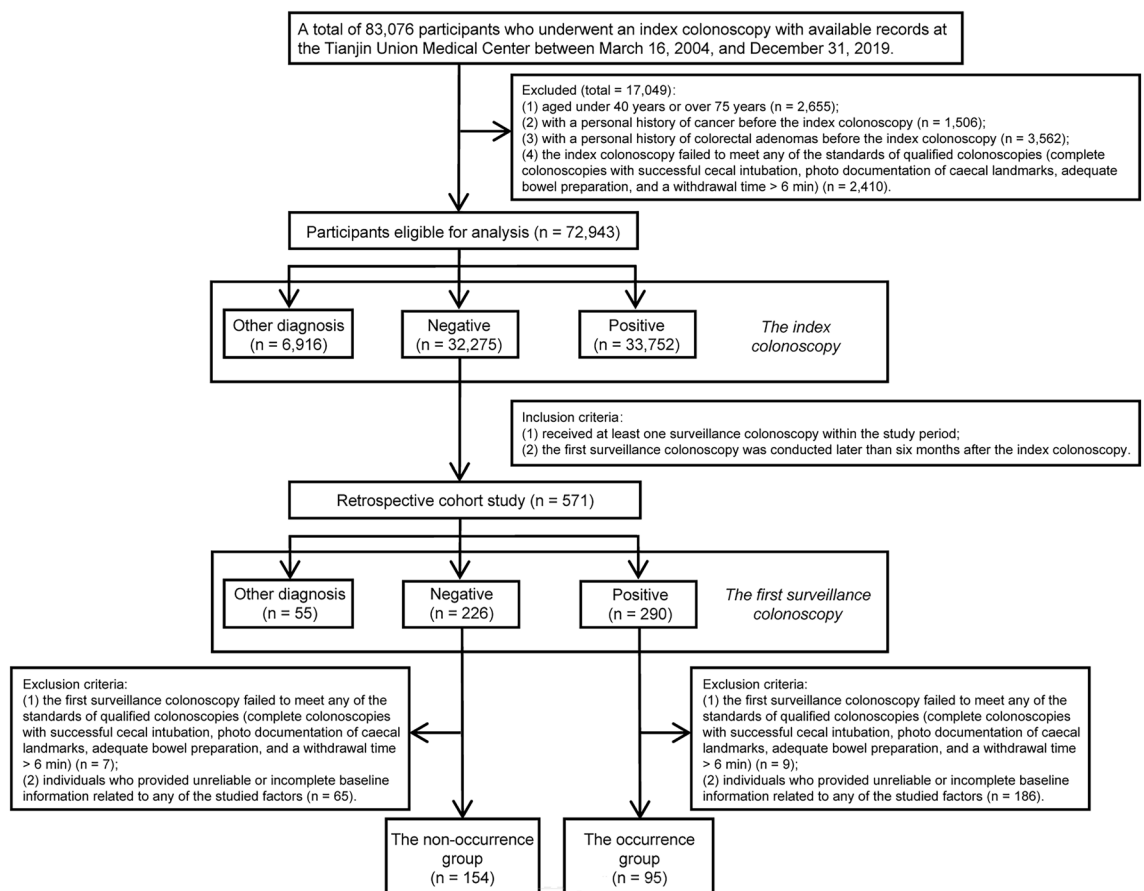 A total of 83,076 participants who underwent an index colonoscopy with available records at
the Tianjin Union Medical Center between March 16, 2004, and December 31, 2019.
Excluded (total = 17,049):
(1) aged under 40 years or over 75 years (n = 2,655);
(2) with a personal history of cancer before the index colonoscopy (n = 1,506);
(3) with a personal history of colorectal adenomas before the index colonoscopy (n = 3,562);
(4) the index colonoscopy failed to meet any of the standards of qualified colonoscopies (complete
colonoscopies with successful cecal intubation, photo documentation of caecal landmarks, adequate
bowel preparation, and a withdrawal time > 6 min) (n = 2,410).
Participants eligible for analysis (n = 72,943)
Other diagnosis
(n = 6,916)
Negative
(n = 32,275)
Positive
(n = 33,752)
The index
colonoscopy
Inclusion criteria:
(1) received at least one surveillance colonoscopy within the study period;
(2) the first surveillance colonoscopy was conducted later than six months after the index colonoscopy.
Retrospective cohort study (n = 571)
Other diagnosis
(n = 55)
Negative
(n = 226)
Positive
(n = 290)
The first surveillance
colonoscopy
Exclusion criteria:
(1) the first surveillance colonoscopy failed to meet any of the
standards of qualified colonoscopies (complete colonoscopies
with successful cecal intubation, photo documentation of caecal
landmarks, adequate bowel preparation, and a withdrawal time
> 6 min) (n = 7);
(2) individuals who provided unreliable or incomplete baseline
information related to any of the studied factors (n = 65).
Exclusion criteria:
(1) the first surveillance colonoscopy failed to meet any of the
standards of qualified colonoscopies (complete colonoscopies
with successful cecal intubation, photo documentation of caecal
landmarks, adequate bowel preparation, and a withdrawal time
> 6 min) (n = 9);
(2) individuals who provided unreliable or incomplete baseline
information related to any of the studied factors (n = 186).
The non-occurrence
group
(n = 154)
The occurrence
group
(n = 95)